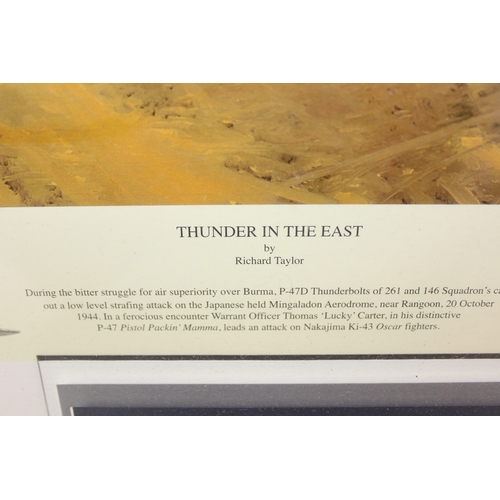 THUNDER IN THE EAST
by
Richard Taylor
During the bitter struggle for air superiority over Burma, P-47D Thunderbolts of 261 and 146 Squadron's ca
out a low level strafing attack on the Japanese held Mingaladon Aerodrome, near Rangoon, 20 October
1944. In a ferocious encounter Warrant Officer Thomas 'Lucky' Carter, in his distinctive
P-47 Pistol Packin' Mamma, leads an attack on Nakajima Ki-43 Oscar fighters.